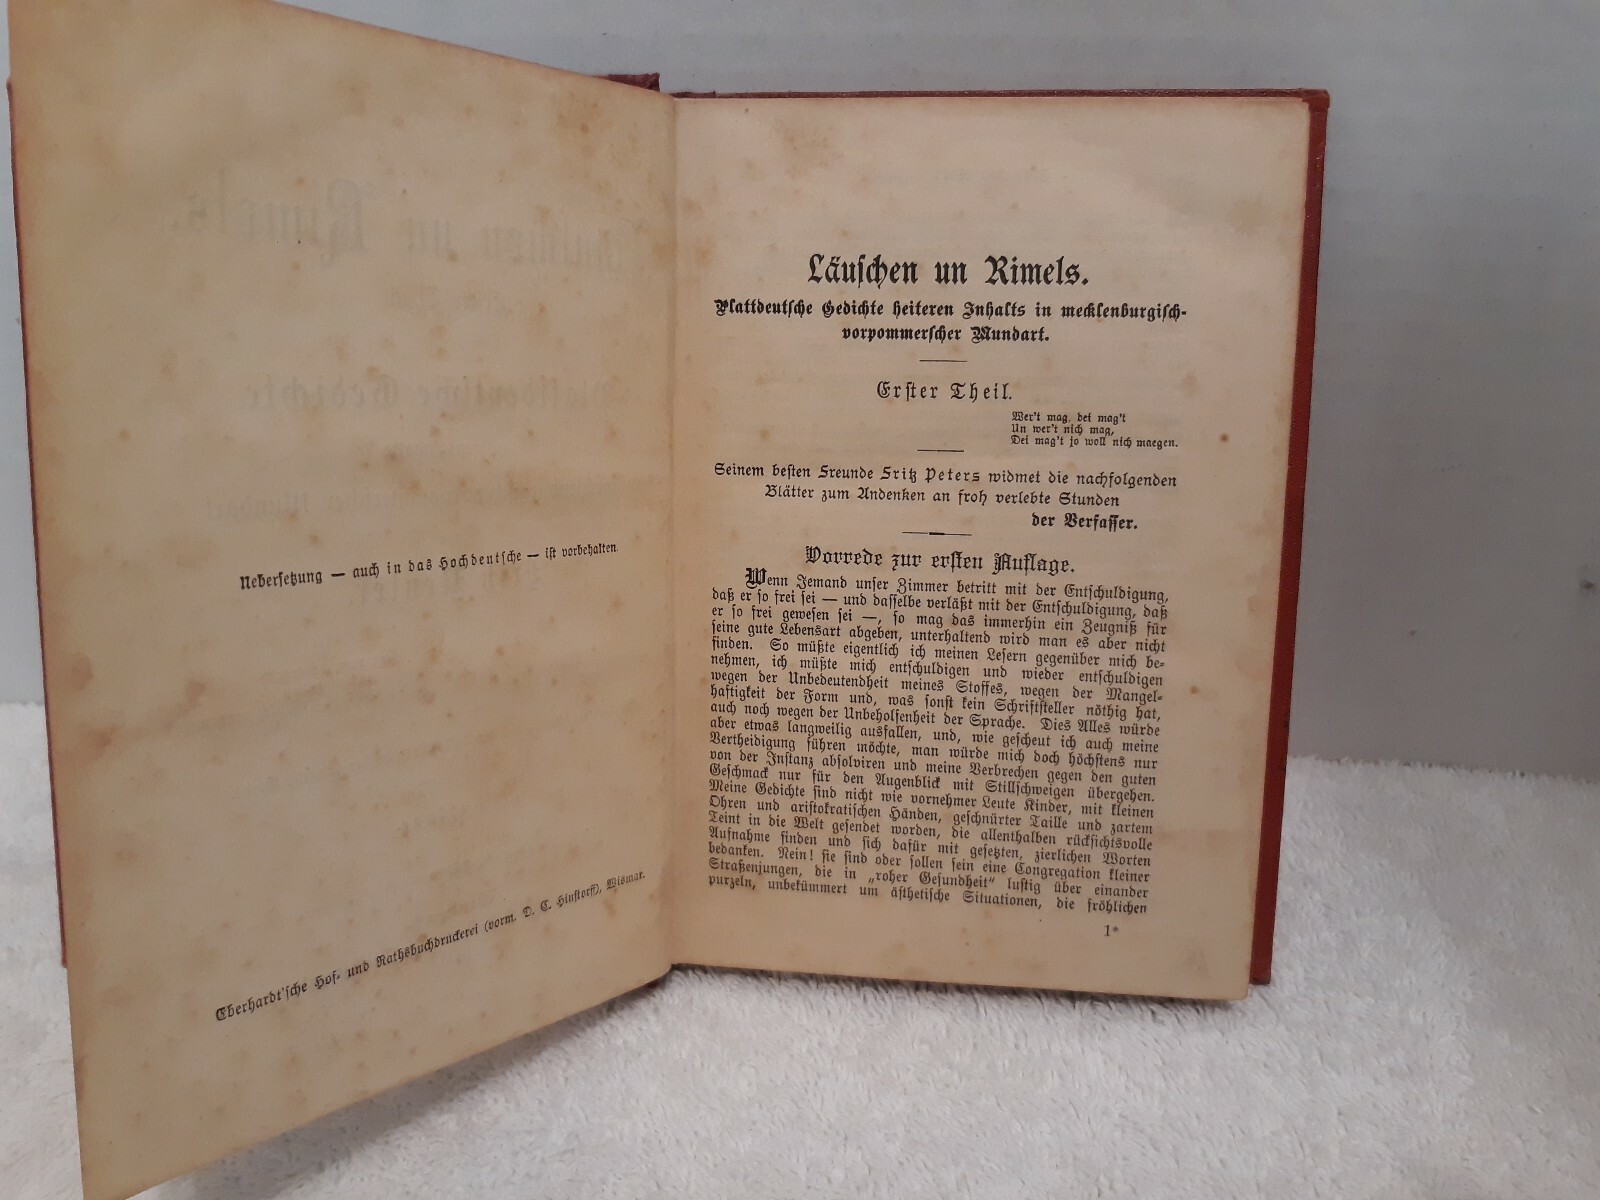 Uebersetzung — auch in das Hochdeutsche — ist vorbehalten.
Eberhardt'sche Hof- und Rathsbuchdruckerei (vorm. D. C. Hinstorff), Wismar.
Läuschen un Rimels.
Plattdeutsche Gedichte heiteren Inhalts in mecklenburgisch-
vorpommerscher Mundart.
Erster Theil.
Wer't mag, dei mag't
Un wer't nich mag,
Dei mag't jo woll nich maegen.
Seinem besten Freunde Fritz Peters widmet die nachfolgenden
Blätter zum Andenken an froh verlebte Stunden
der Verfasser.
Vorrede zur ersten Auflage.
Wenn Jemand unser Zimmer betritt mit der Entschuldigung,
daß er so frei sei — und dasselbe verläßt mit der Entschuldigung, daß
er so frei gewesen sei —, so mag das immerhin ein Zeugniß für
seine gute Lebensart abgeben, unterhaltend wird man es aber nicht
finden. So müßte eigentlich ich meinen Lesern gegenüber mich be-
nehmen, ich müßte mich entschuldigen und wieder entschuldigen
wegen der Unbedeutendheit meines Stoffes, wegen der Mangel-
haftigkeit der Form und, was sonst kein Schriftsteller nöthig hat,
auch noch wegen der Unbeholfenheit der Sprache. Dies Alles würde
aber etwas langweilig ausfallen, und, wie gescheut ich auch meine
Vertheidigung führen möchte, man würde mich doch höchstens nur
von der Instanz absolviren und meine Verbrechen gegen den guten
Geschmack nur für den Augenblick mit Stillschweigen übergehen.
Meine Gedichte sind nicht wie vornehmer Leute Kinder, mit kleinen
Ohren und aristokratischen Händen, geschnürter Taille und zartem
Teint in die Welt gesendet worden, die allenthalben rücksichtsvolle
Aufnahme finden und sich dafür mit gesetzten, zierlichen Worten
bedanken. Nein! sie sind oder sollen sein eine Congregation kleiner
Straßenjungen, die in „roher Gesundheit“ lustig über einander
purzeln, unbekümmert um ästhetische Situationen, die fröhlichen
1*